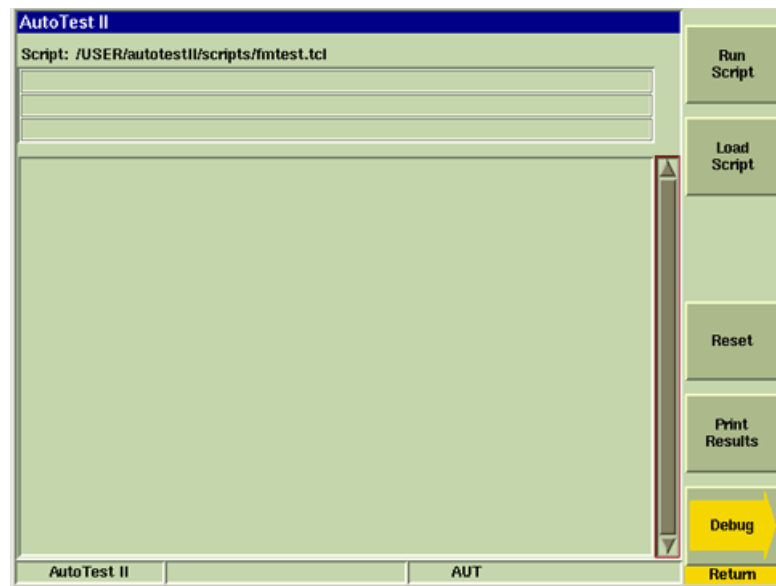 AutoTest II
Script: /USER/autotestII/scripts/fmtest.tcl
Run
Script
Load
Script
Reset
Print
Results
Debug
Return
AutoTest II
AUT